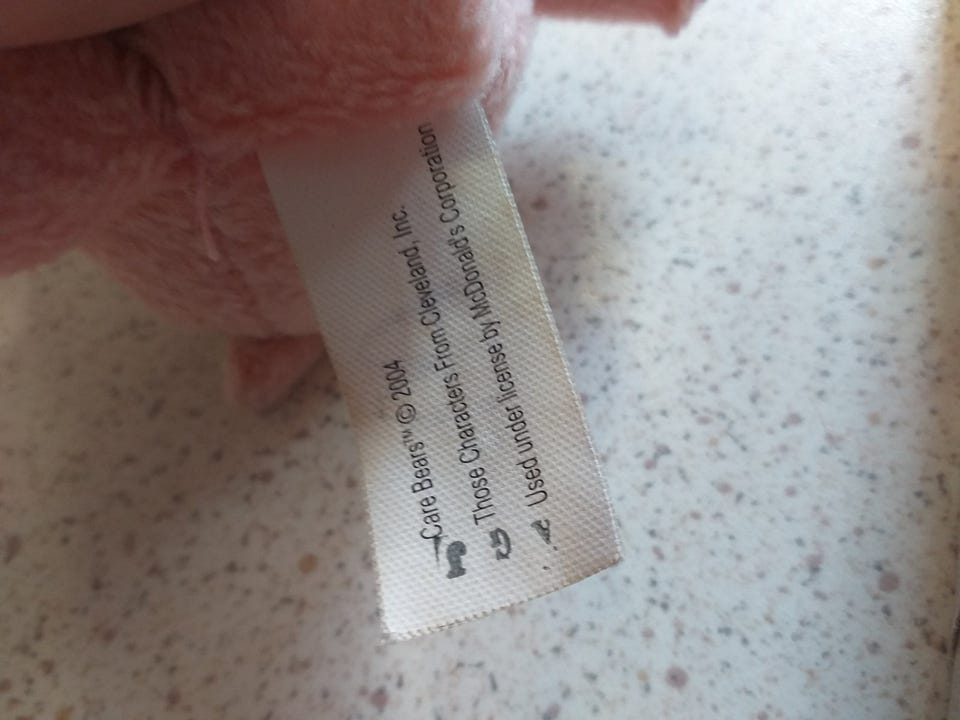 Care Bears™ © 2004
Those Characters From Cleveland, Inc.
Used under license by McDonald's Corporation